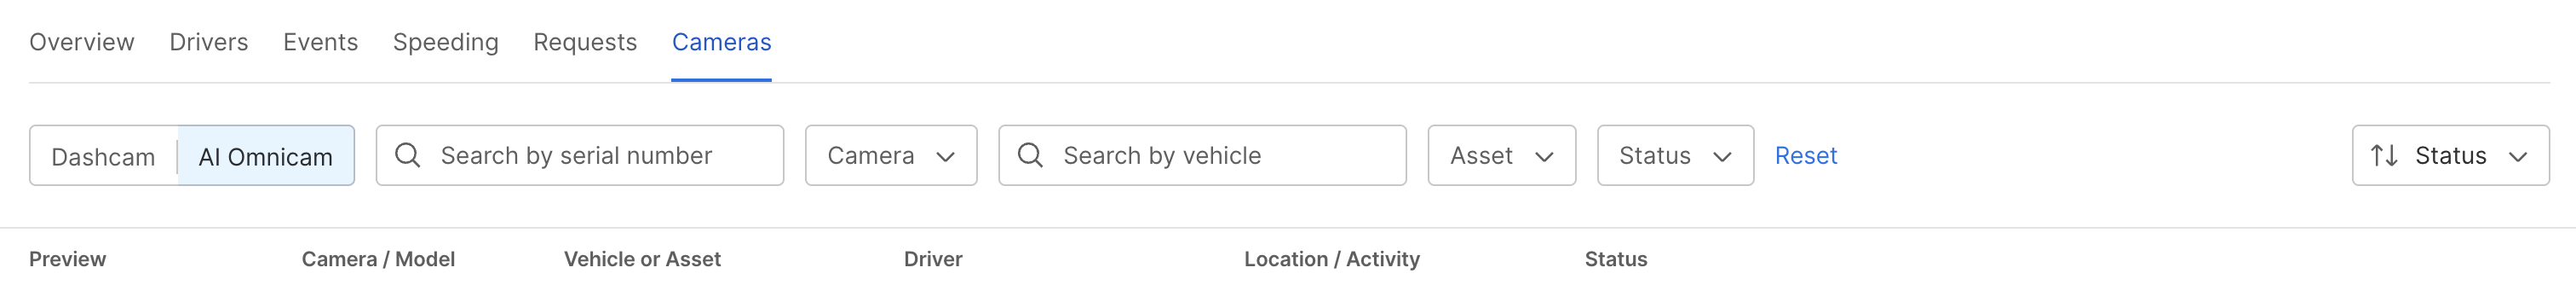 Overview Drivers Events Speeding Requests Cameras
Dashcam AI Omnicam Search by serial number Camera Search by vehicle Asset Status Reset Status
Preview Camera / Model Vehicle or Asset Driver Location / Activity Status